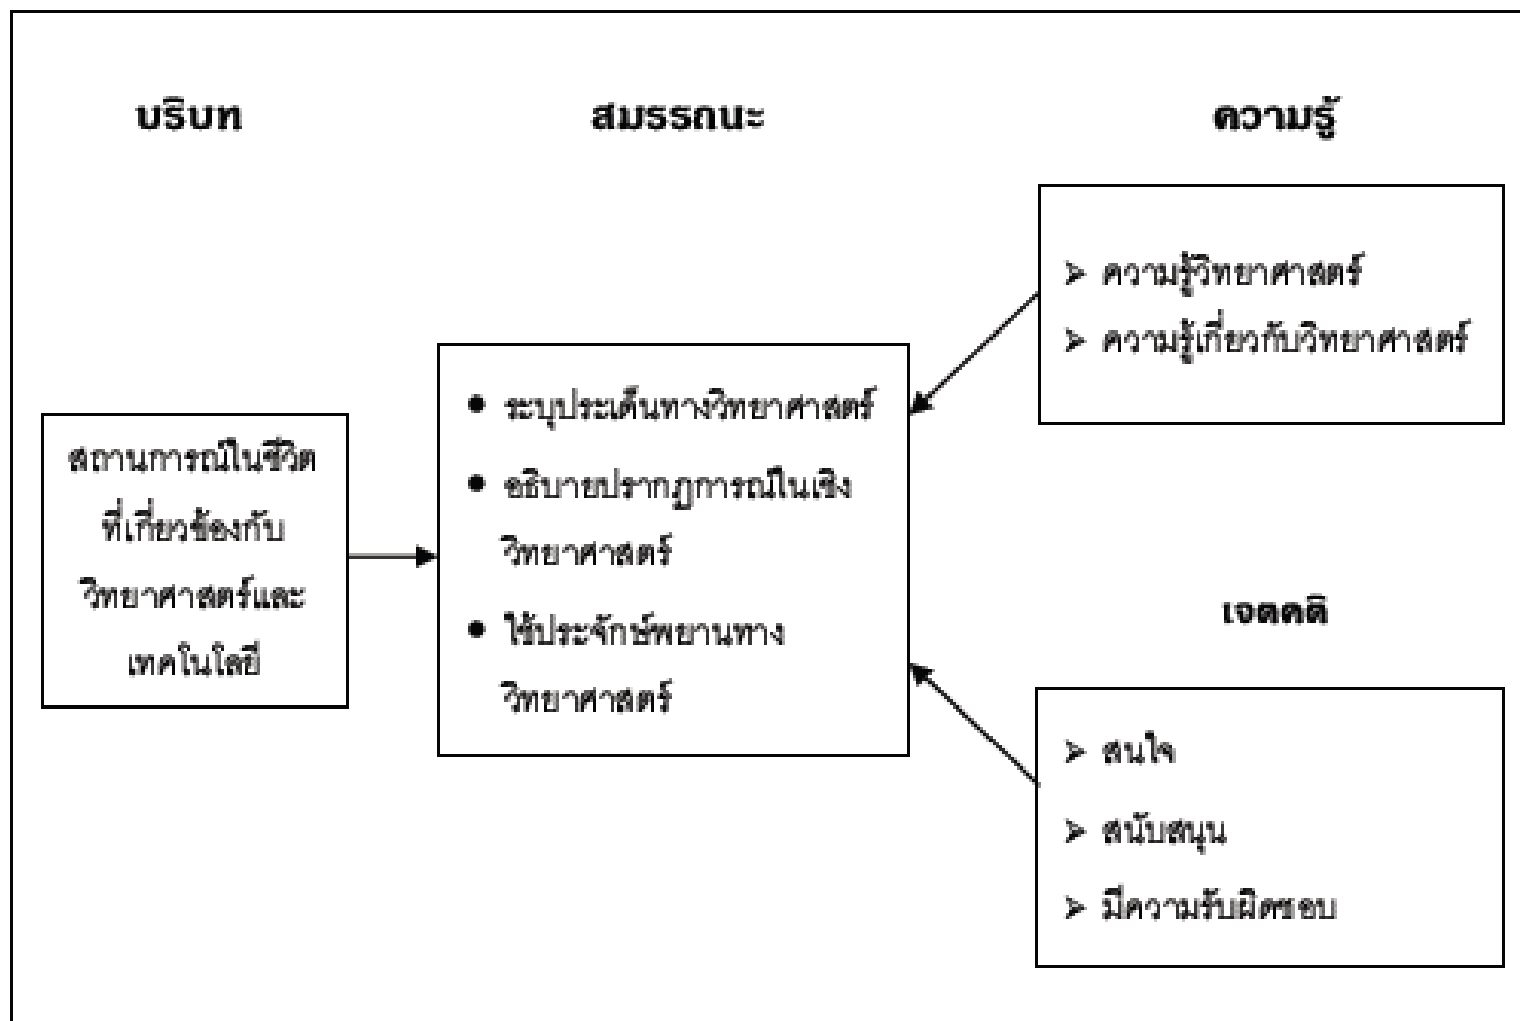 บริบท
สมรรถนะ
ความรู้
➢ ความรู้วิทยาศาสตร์
➢ ความรู้เกี่ยวกับวิทยาศาสตร์
● ระบุประเด็นทางวิทยาศาสตร์
● อธิบายปรากฏการณ์ในเชิง
วิทยาศาสตร์
● ใช้ประจักษ์พยานทาง
วิทยาศาสตร์
สถานการณ์ในชีวิต
ที่เกี่ยวข้องกับ
วิทยาศาสตร์และ
เทคโนโลยี
เจตคติ
➢ สนใจ
➢ สนับสนุน
➢ มีความรับผิดชอบ